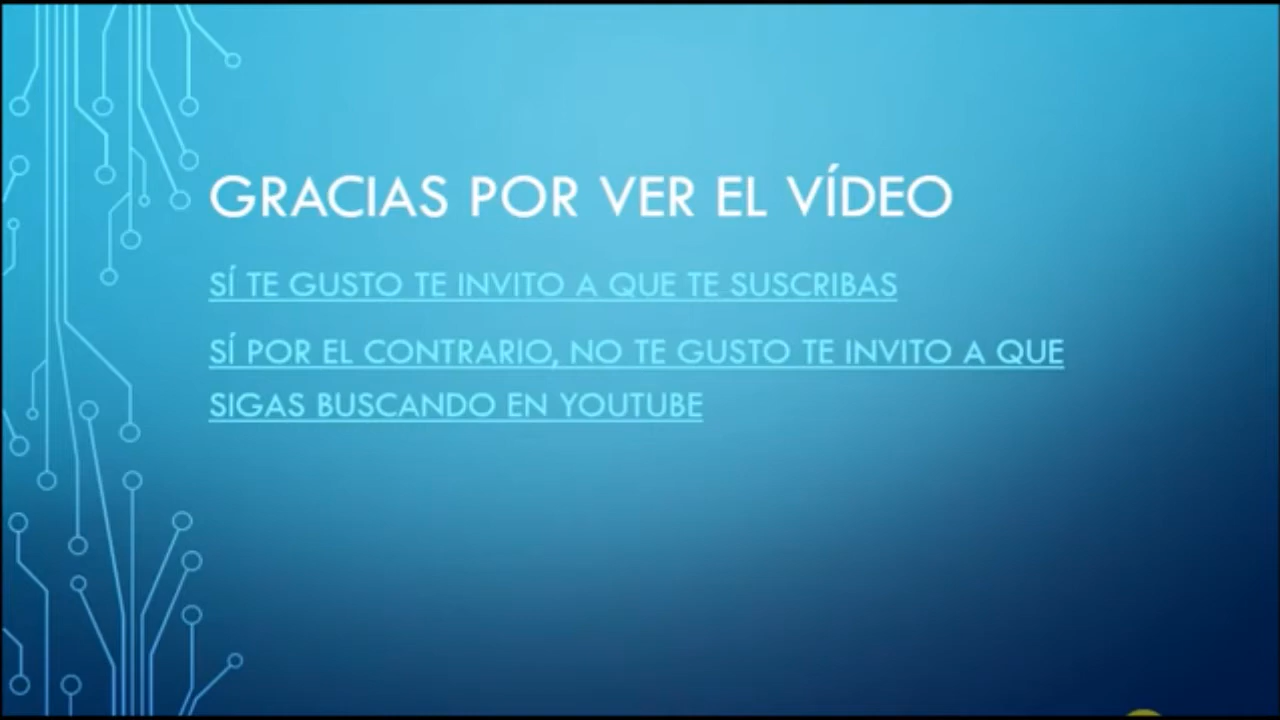 GRACIAS POR VER EL VÍDEO
SÍ TE GUSTO TE INVITO A QUE TE SUSCRIBAS
SÍ POR EL CONTRARIO, NO TE GUSTO TE INVITO A QUE
SIGAS BUSCANDO EN YOUTUBE